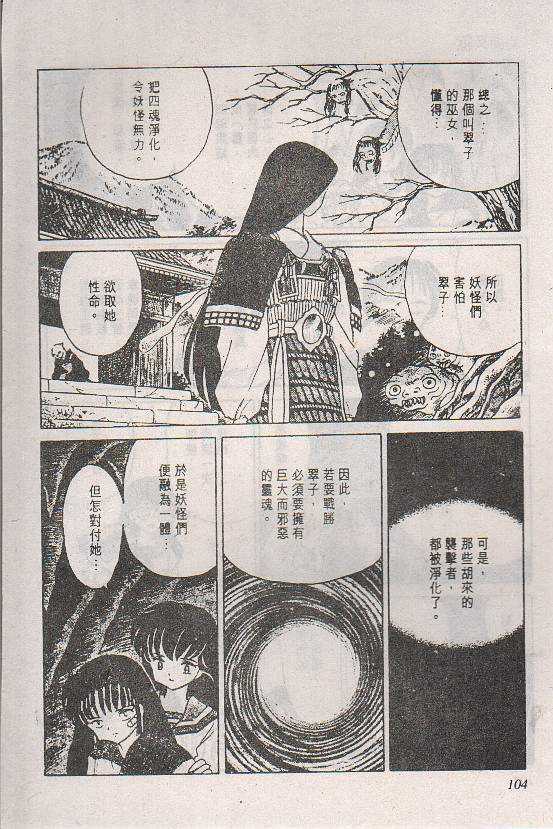 總之…
那個叫翠子
的巫女，
懂得…
把四魂淨化，
令妖怪無力。
所以
妖怪們
害怕
翠子…
欲取她
性命。
可是，
那些胡來的
襲擊者，
都被淨化了。
因此，
若要戰勝
翠子，
必須要擁有
巨大而邪惡
的靈魂。
於是妖怪們
便融為一體…
但怎對付她…
104